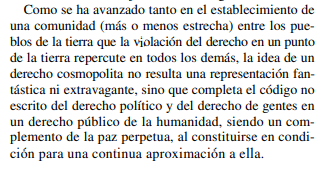 Como se ha avanzado tanto en el establecimiento de
una comunidad (más o menos estrecha) entre los pue-
blos de la tierra que la violación del derecho en un punto
de la tierra repercute en todos los demás, la idea de un
derecho cosmopolita no resulta una representación fan-
tástica ni extravagante, sino que completa el código no
escrito del derecho político y del derecho de gentes en
un derecho público de la humanidad, siendo un com-
plemento de la paz perpetua, al constituirse en condi-
ción para una continua aproximación a ella.